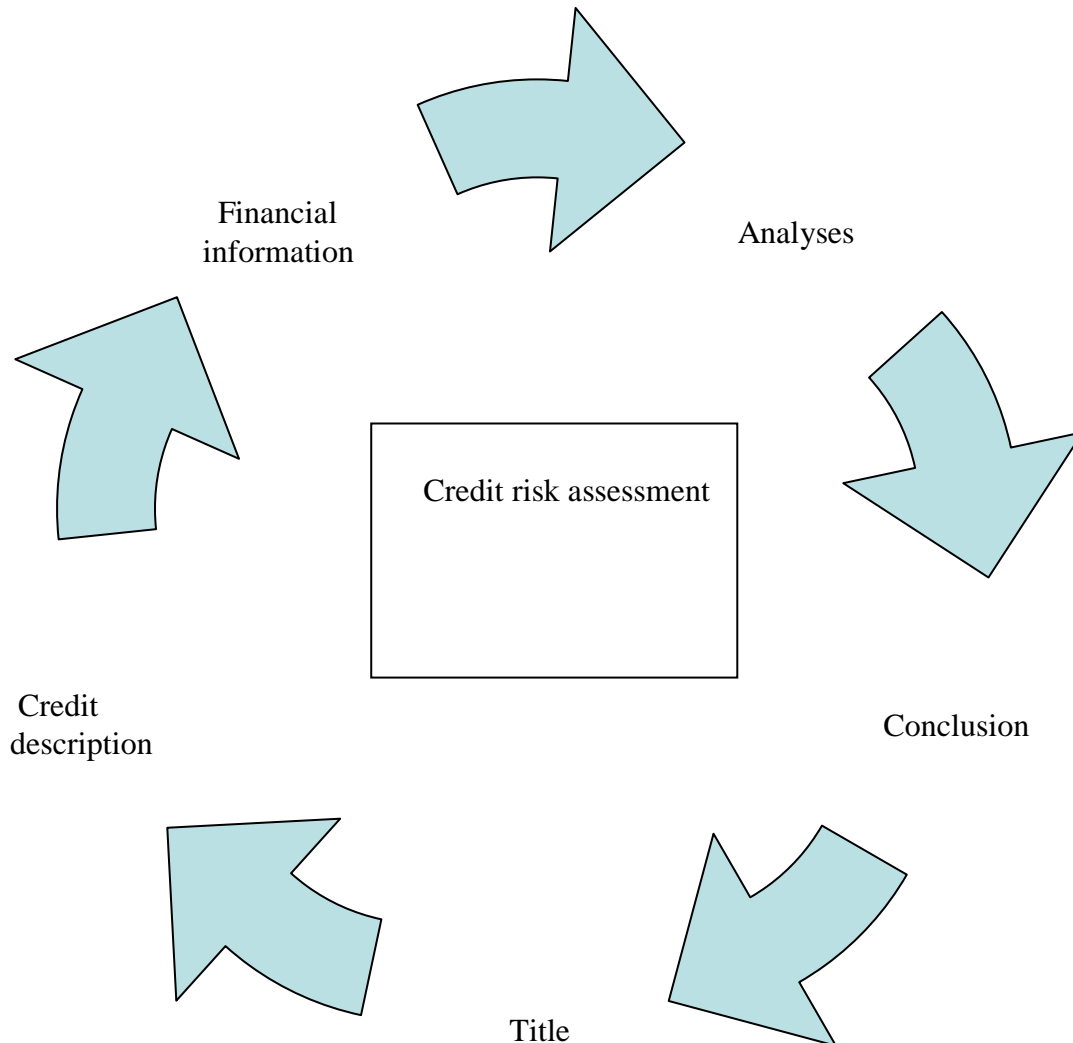 Financial
information
Analyses
Credit risk assessment
Credit
description
Conclusion
Title